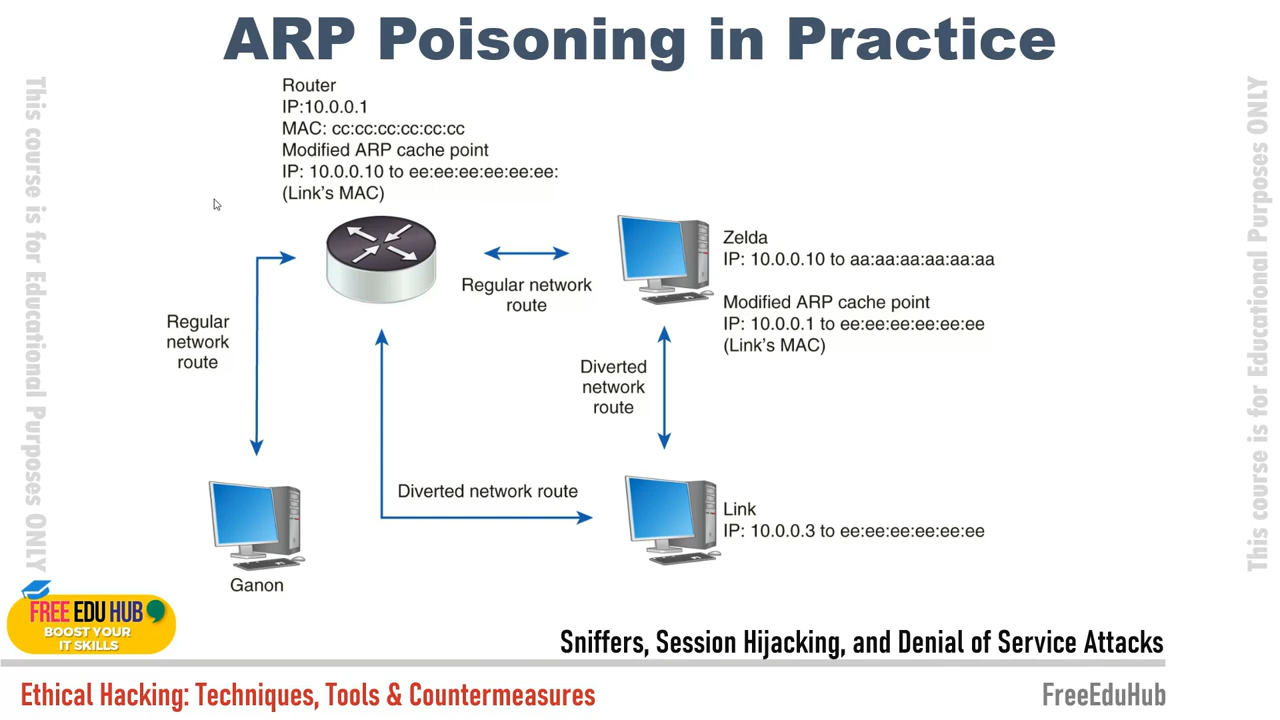 ARP Poisoning in Practice
Router
IP:10.0.0.1
MAC: cc:cc:cc:cc:cc:cc
Modified ARP cache point
IP: 10.0.0.10 to ee:ee:ee:ee:ee:ee:
(Link's MAC)
Zelda
IP: 10.0.0.10 to aa:aa:aa:aa:aa:aa
Modified ARP cache point
IP: 10.0.0.1 to ee:ee:ee:ee:ee:ee
(Link's MAC)
Regular network
route
Regular
network
route
Diverted
network
route
Diverted network route
Link
IP: 10.0.0.3 to ee:ee:ee:ee:ee:ee
Ganon
This course is for Educational Purposes ONLY
This course is for Educational Purposes ONLY
FREE EDU HUB
BOOST YOUR
IT SKILLS
Sniffers, Session Hijacking, and Denial of Service Attacks
Ethical Hacking: Techniques, Tools & Countermeasures
FreeEduHub